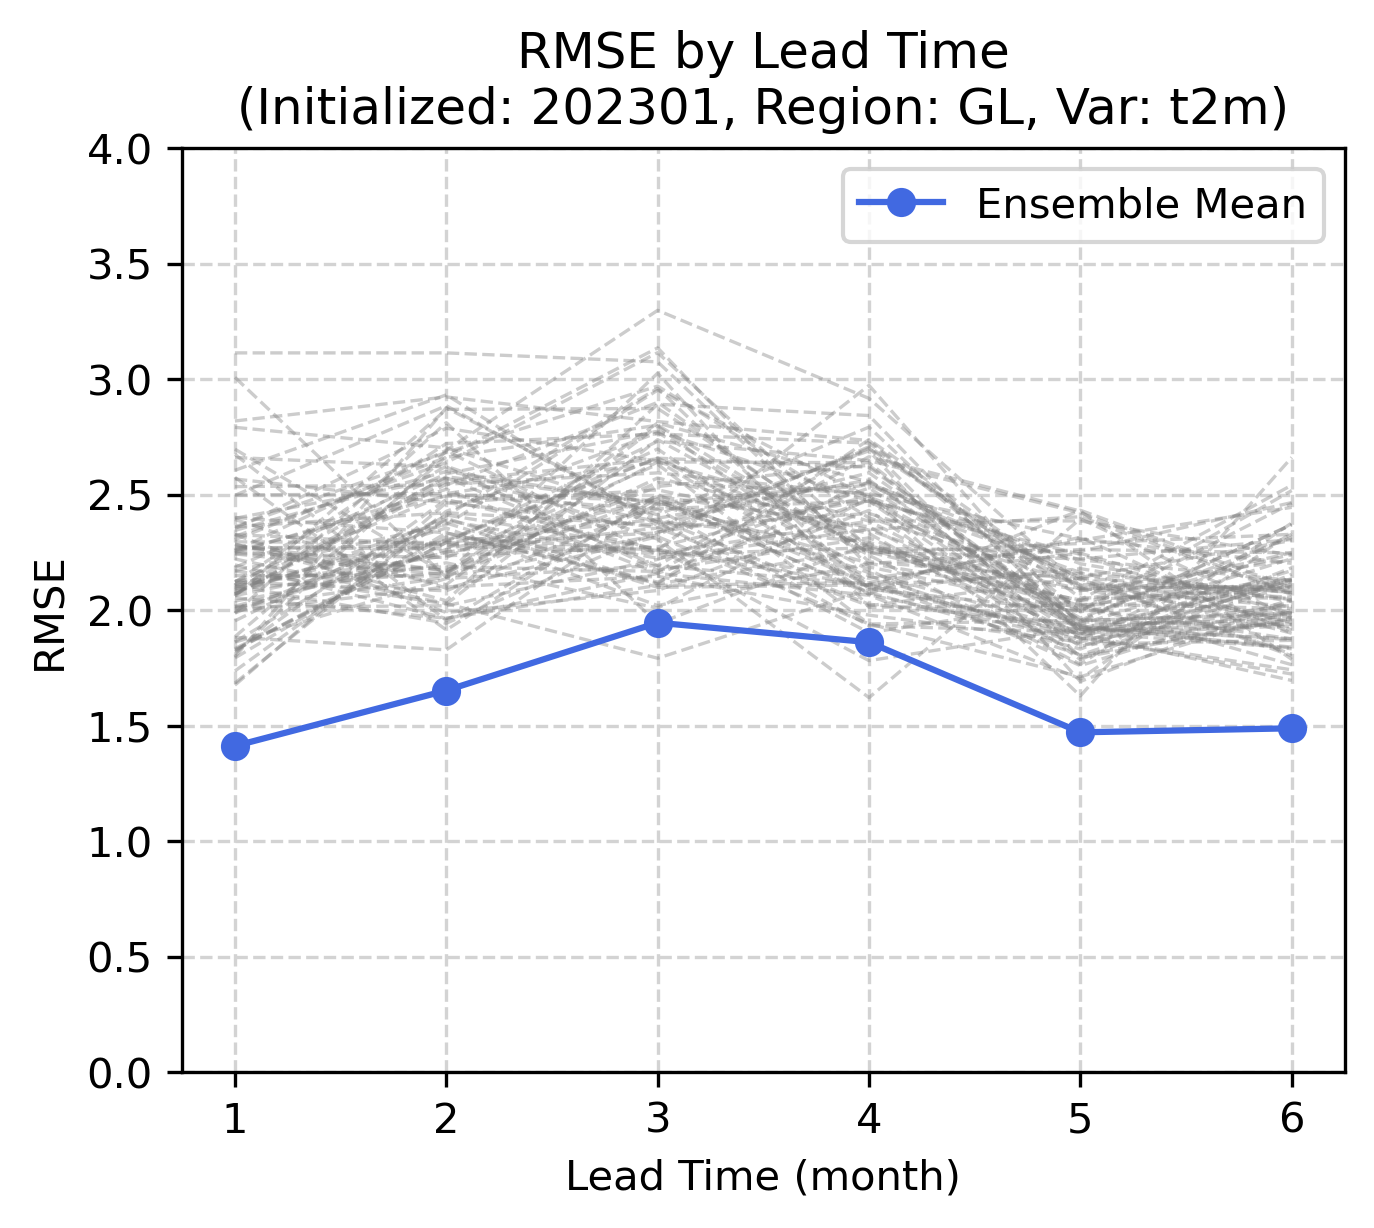 RMSE by Lead Time
(Initialized: 202301, Region: GL, Var: t2m)
4.0
3.5
3.0
2.5
2.0
1.5
1.0
0.5
0.0
RMSE
Ensemble Mean
1 2 3 4 5 6
Lead Time (month)